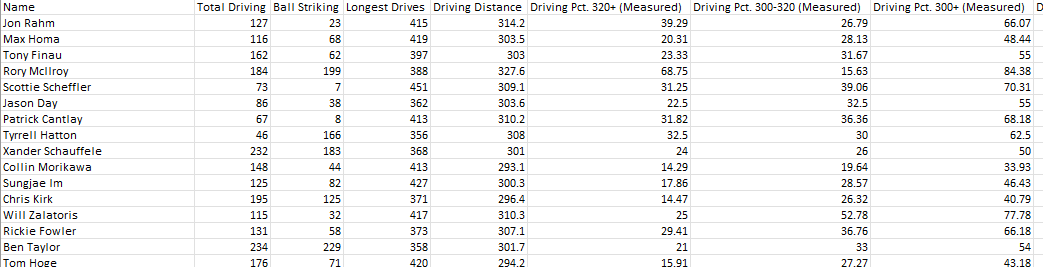 Name Total Driving Ball Striking Longest Drives Driving Distance Driving Pct. 320+ (Measured) Driving Pct. 300-320 (Measured) Driving Pct. 300+ (Measured) D
Jon Rahm 127 23 415 314.2 39.29 26.79 66.07
Max Homa 116 68 419 303.5 20.31 28.13 48.44
Tony Finau 162 62 397 303 23.33 31.67 55
Rory McIlroy 184 199 388 327.6 68.75 15.63 84.38
Scottie Scheffler 73 7 451 309.1 31.25 39.06 70.31
Jason Day 86 38 362 303.6 22.5 32.5 55
Patrick Cantlay 67 8 413 310.2 31.82 36.36 68.18
Tyrrell Hatton 46 166 356 308 32.5 30 62.5
Xander Schauffele 232 183 368 301 24 26 50
Collin Morikawa 148 44 413 293.1 14.29 19.64 33.93
Sungjae Im 125 82 427 300.3 17.86 28.57 46.43
Chris Kirk 195 125 371 296.4 14.47 26.32 40.79
Will Zalatoris 115 32 417 310.3 25 52.78 77.78
Rickie Fowler 131 58 373 307.1 29.41 36.76 66.18
Ben Taylor 234 229 358 301.7 21 33 54
Tom Hoge 176 71 420 294.2 15.91 27.27 43.18